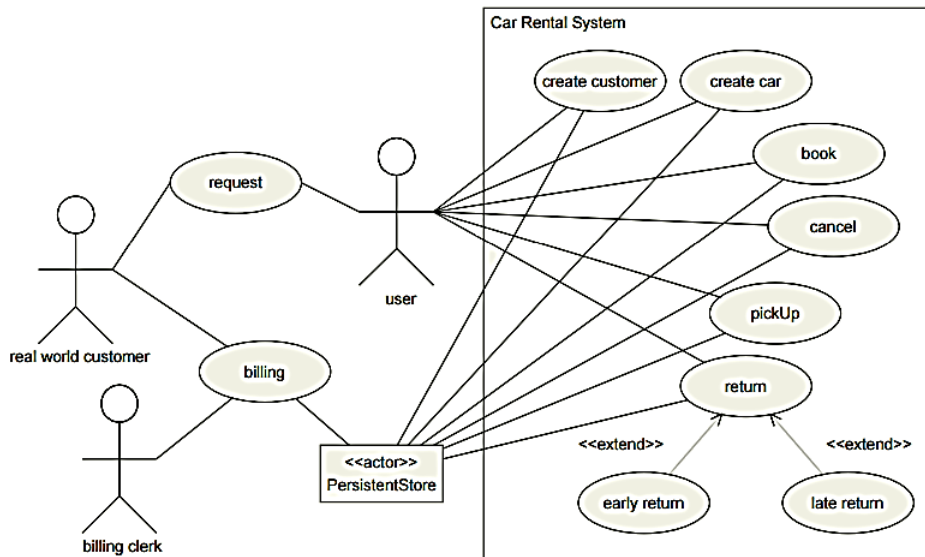 Car Rental System
create customer
create car
book
request
cancel
user
pickUp
real world customer
billing
return
<<extend>>
<<extend>>
<<actor>>
PersistentStore
early return
late return
billing clerk